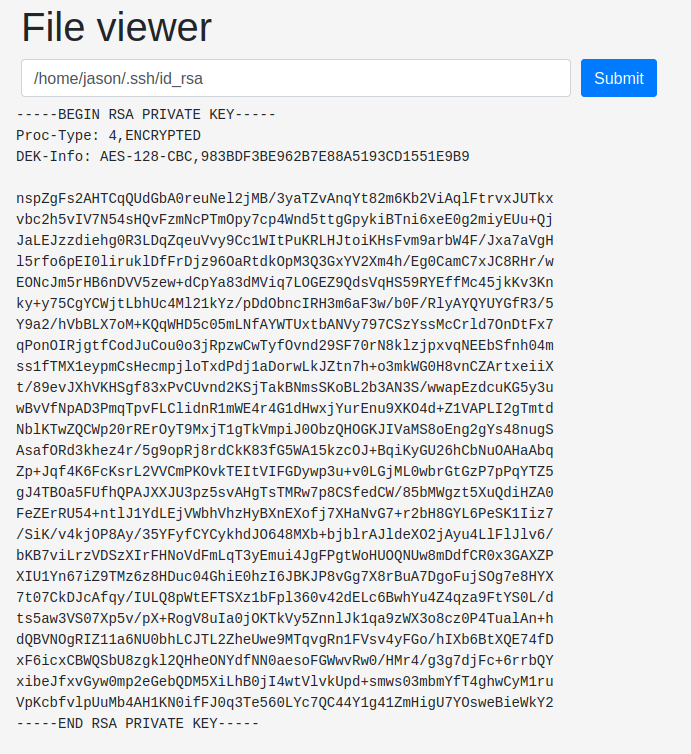 File viewer
/home/jason/.ssh/id_rsa
Submit
-----BEGIN RSA PRIVATE KEY-----
Proc-Type: 4,ENCRYPTED
DEK-Info: AES-128-CBC,983BDF3BE962B7E88A5193CD1551E9B9
nspZgFs2AHTCqQUdGbA0reuNel2jMB/3yaTZvAnqYt82m6Kb2ViAqlFtrvxJUTkx
vbc2h5vIV7N54sHQvFzmNcPTmOpy7cp4Wnd5ttgGpykiBTni6xeE0g2miyEUu+Qj
JaLEJzzdiehg0R3LDqZqeuVvy9Cc1WItPuKRLHJtoiKHsFvm9arbW4F/Jxa7aVgH
l5rfo6pEI0liruklDfFrDjz96OaRtdkOpM3Q3GxYV2Xm4h/Eg0CamC7xJC8RHr/w
EONcJm5rHB6nDVV5zew+dCpYa83dMViq7LOGEZ9QdsVqHS59RYEffMc45jkKv3Kn
ky+y75CgYCWjtLbhUc4Ml21kYz/pDdObncIRH3m6aF3w/b0F/RlyAYQYUYGfR3/5
Y9a2/hVbBLX7oM+KQqWHD5c05mLNfAYWTUxtbANVy797CSzYssMcCrld7OnDtFx7
qPonOIRjgtfCodJuCou0o3jRpzwCwTyfOvnd29SF70rN8klzjpxvqNEEbSfnh04m
ss1fTMX1eypmCsHecmpjloTxdPdj1aDorwLkJZtn7h+o3mkWG0H8vnCZArtxeiiX
t/89evJXhVKHSgf83xPvCUvnd2KSjTakBNmsSKoBL2b3AN3S/wwapEzdcuKG5y3u
wBvVfNpAD3PmqTpvFLClidnR1mWE4r4G1dHwxjYurEnu9XKO4d+Z1VAPLI2gTmtd
NblKTwZQCWp20rRErOyT9MxjT1gTkVmpiJ0ObzQHOGKJIVaMS8oEng2gYs48nugS
AsafORd3khez4r/5g9opRj8rdCkK83fG5WA15kzcOJ+BqiKyGU26hCbNuOAHaAbq
Zp+Jqf4K6FcKsrL2VVCmPKOvkTEItVIFGDywp3u+v0LGjML0wbrGtGzP7pPqYTZ5
gJ4TBOa5FUfhQPAJXXJU3pz5svAHgTsTMRw7p8CSfedCW/85bMWgzt5XuQdiHZA0
FeZErRU54+ntlJ1YdLEjVWbhVhzHyBXnEXofj7XHaNvG7+r2bH8GYL6PeSK1Iiz7
/SiK/v4kjOP8Ay/35YFyfCYCykhdJO648MXb+bjblrAJldeXO2jAyu4LlFlJlv6/
bKB7viLrzVDSzXIrFHNoVdFmLqT3yEmui4JgFPgtWoHUOQNUw8mDdfCR0x3GAXZP
XIU1Yn67iZ9TMz6z8HDuc04GhiE0hzI6JBKJP8vGg7X8rBuA7DgoFujSOg7e8HYX
7t07CkDJcAfqy/IULQ8pWtEFTSXz1bFpl360v42dELc6BwhYu4Z4qza9FtYS0L/d
dts5aw3VS07Xp5v/pX+RogV8uIa0jOKTkVy5ZnnlJk1qa9zWX3o8cz0P4TualAn+h
dQBVNOgRIZ11a6NU0bhLCJTL2ZheUwe9MTqvgRn1FVsv4yFGo/hIXb6BtXQE74fD
xF6icxCBWQSbU8zgkl2QHheONYdfNN0aesoFGWwvRw0/HMr4/g3g7djFc+6rrbQY
xibeJfxvGyw0mp2eGebQDM5XiLhB0jI4wtVlvkUpd+smws03mbmYfT4ghwCyM1ru
VpKcbfvlpUuMb4AH1KN0ifFJ0q3Te560LYc7QC44Y1g41ZmHigU7YOsweBieWkY2
-----END RSA PRIVATE KEY-----